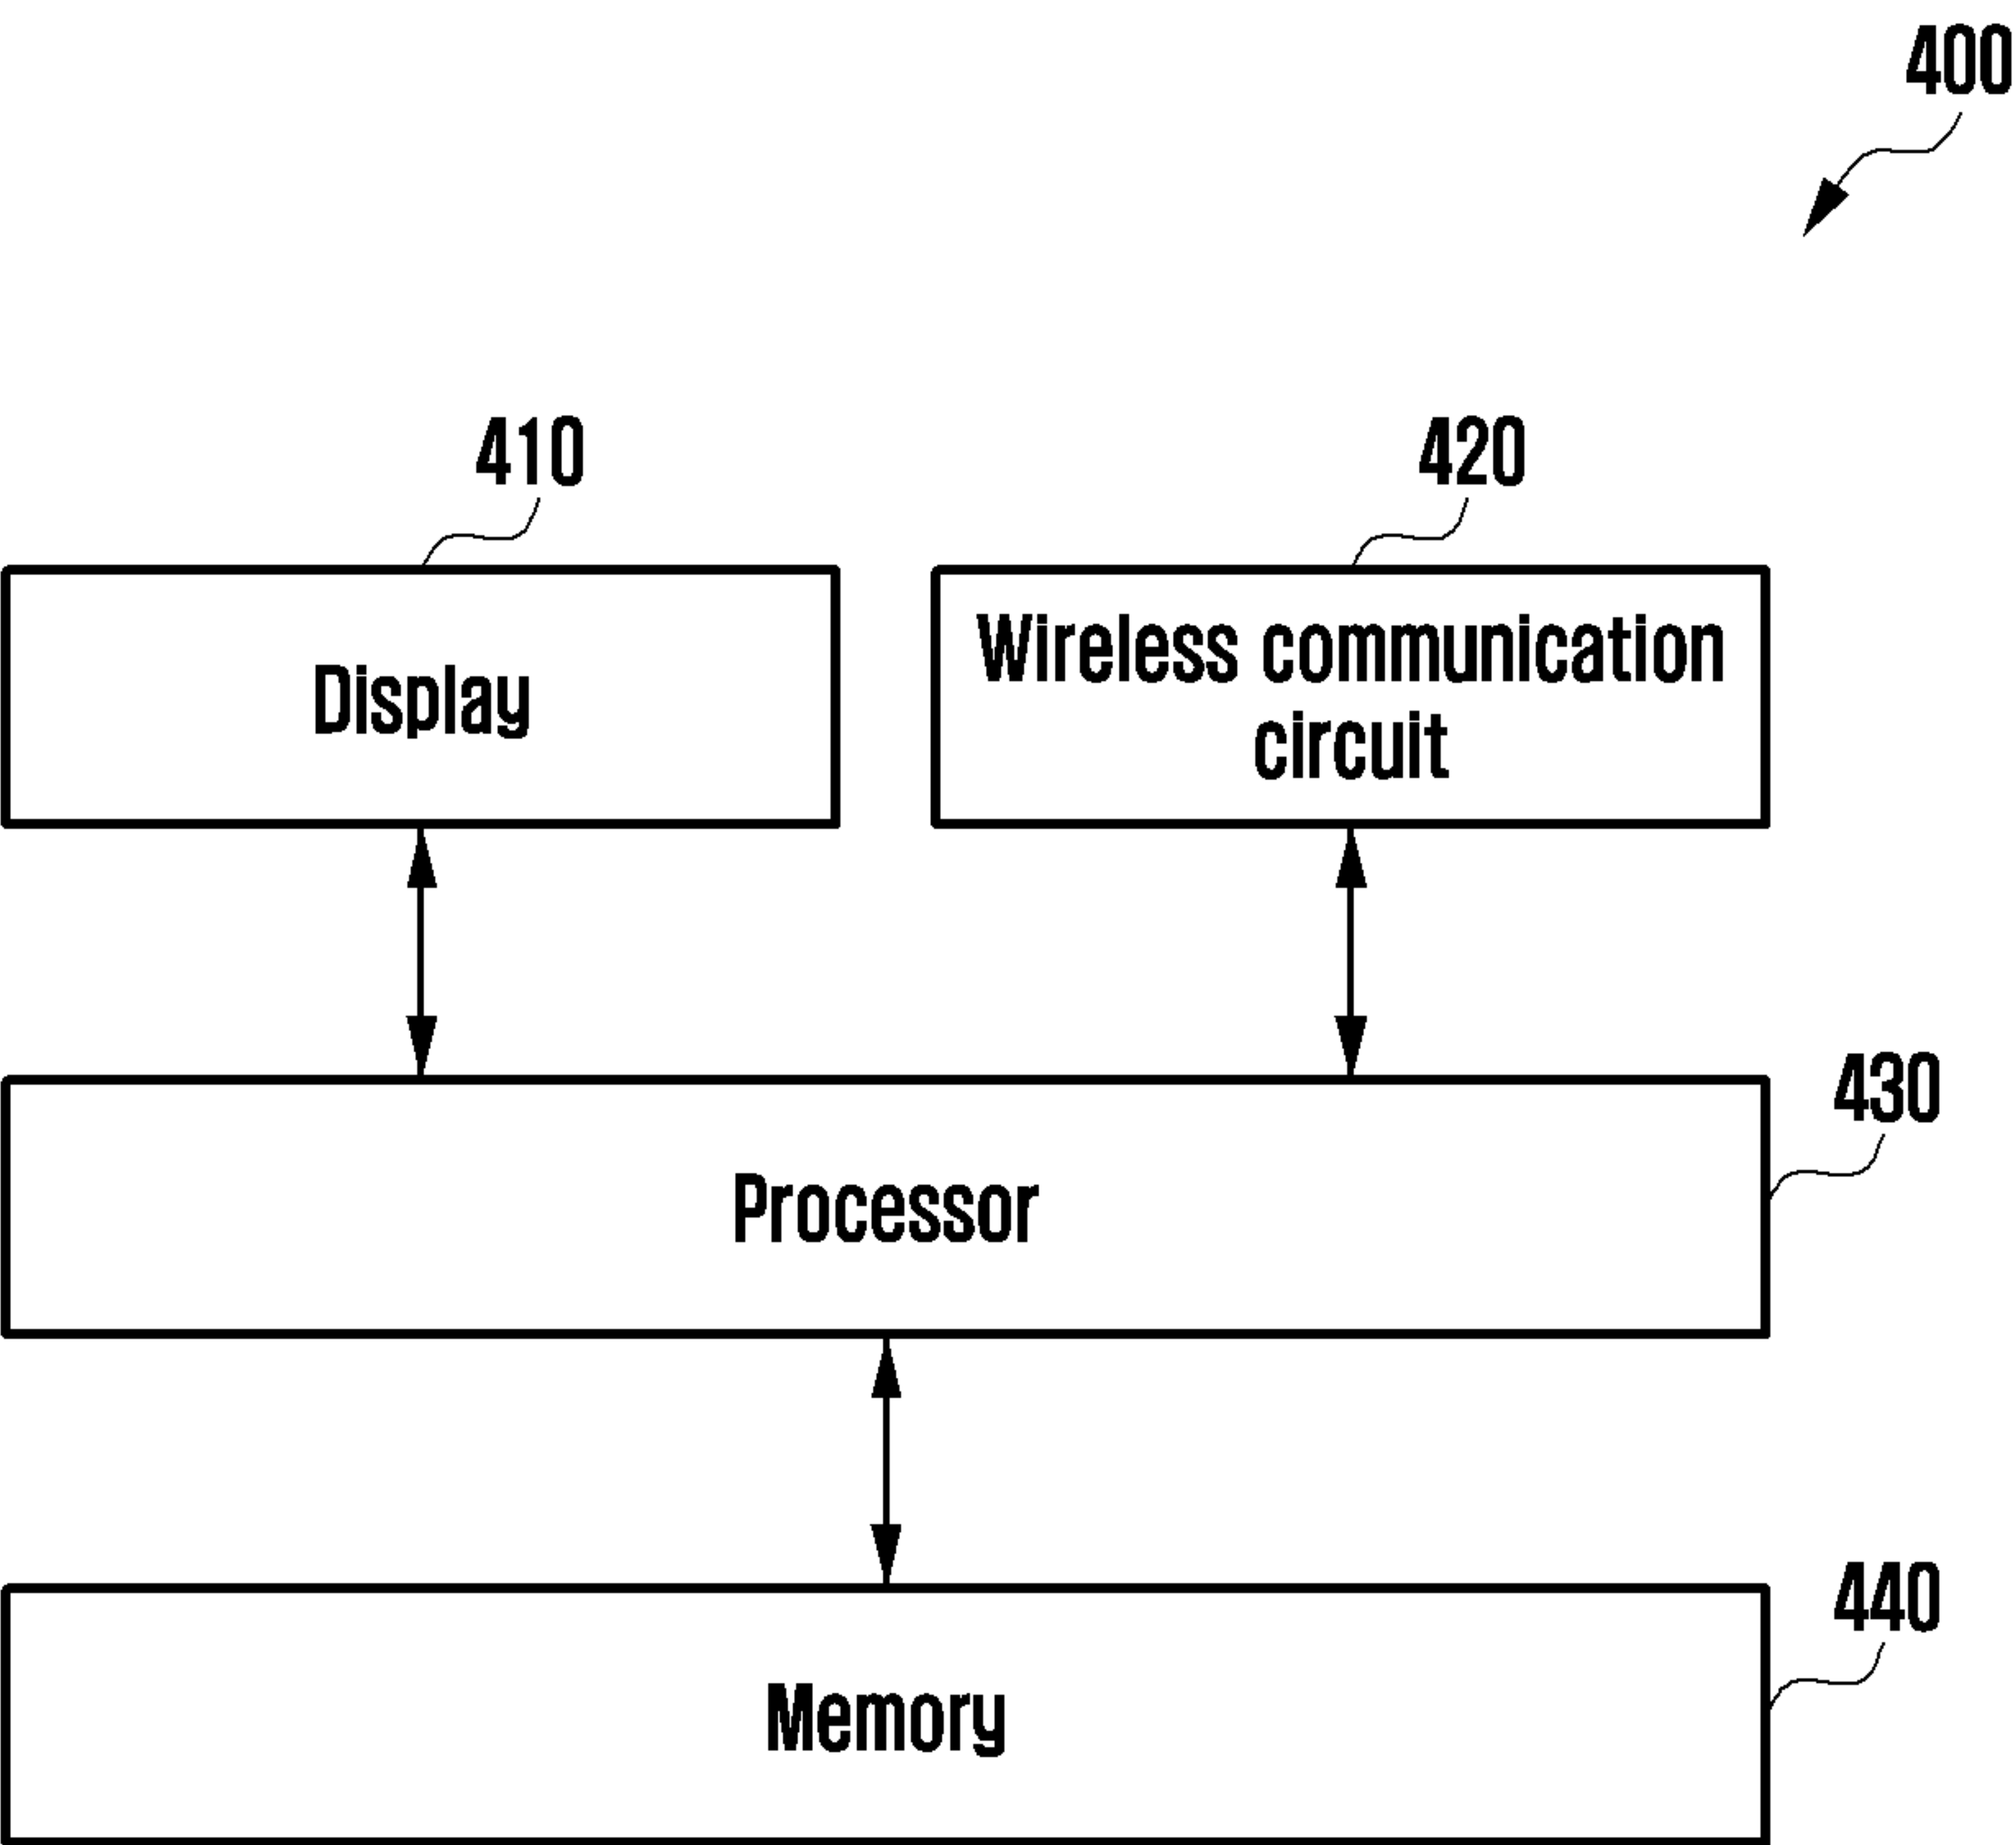 400
410
420
Display
Wireless communication
circuit
430
Processor
440
Memory